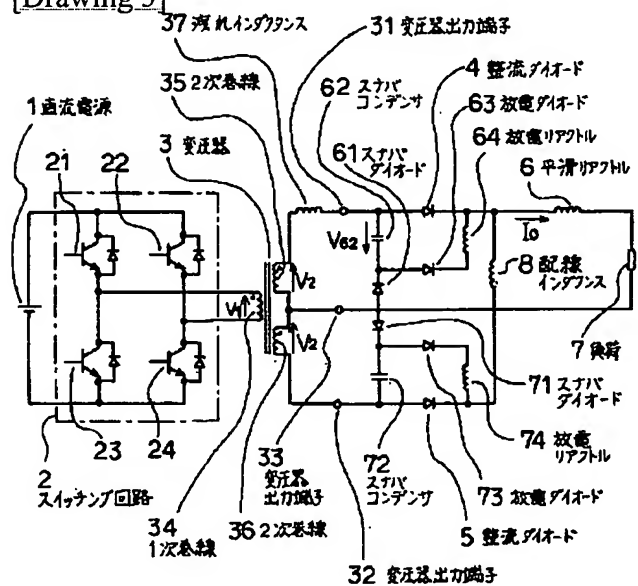 [Drawing 3]
37 漏れインダクタンス
31 変圧器出力端子
35 2次巻線
62 スナバ
コンデンサ
4 整流ダイオード
63 放電ダイオード
1 直流電源
3 変圧器
61 スナバ
ダイオード
64 放電リアクトル
6 平滑リアクトル
21
22
V62
I0
8 配線
インダクタンス
V1
V2
V2
7 負荷
71 スナバ
ダイオード
23
24
2
スイッチング回路
33
変圧器
出力端子
72
スナバ
コンデンサ
74 放電
リアクトル
73 放電ダイオード
34
1次巻線
36 2次巻線
5 整流ダイオード
32 変圧器出力端子